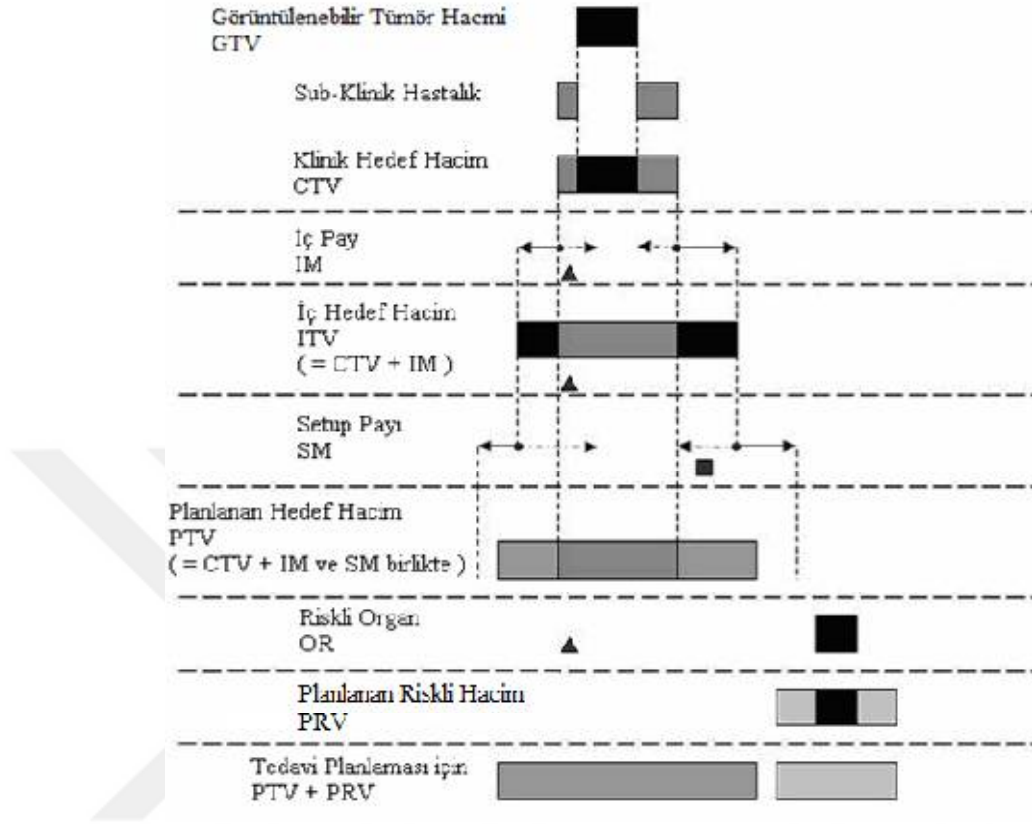 Görüntülenebilir Tümör Hacmi
GTV
Sub-Klinik Hastalık
Klinik Hedef Hacim
CTV
İç Pay
IM
İç Hedef Hacim
ITV
( = CTV + IM )
Setup Payı
SM
Planlanan Hedef Hacim
PTV
( = CTV + IM ve SM birlikte )
Riskli Organ
OR
Planlanan Riskli Hacim
PRV
Tedavi Planlaması için
PTV + PRV